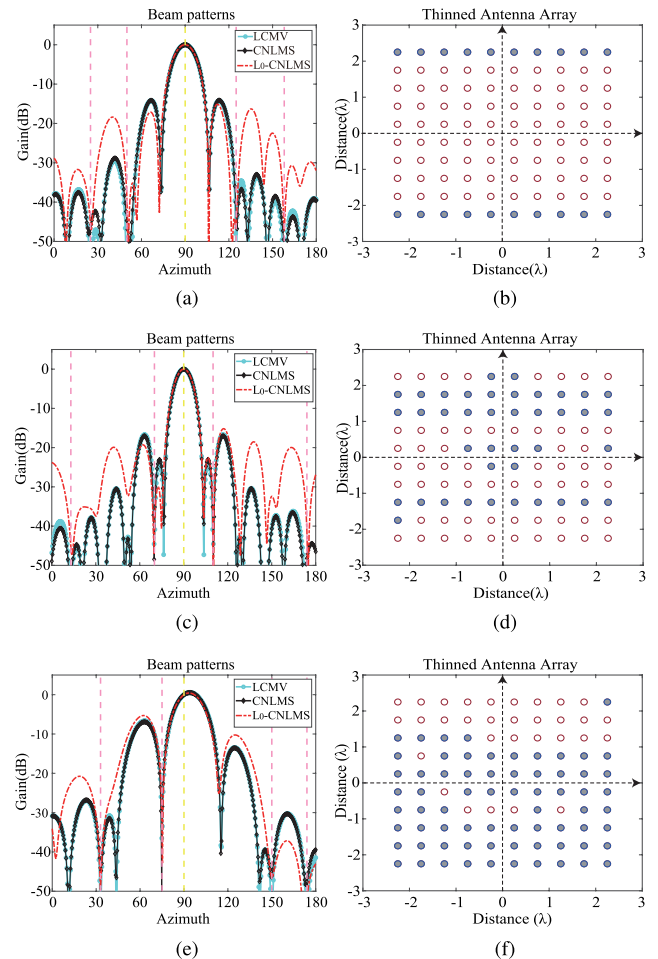 Beam patterns
Thinned Antenna Array
0
-10
-20
-30
-40
-50
Gain(dB)
LCMV
CNLMS
L0-CNLMS
0 30 60 90 120 150 180
Azimuth
3
2
1
0
-1
-2
-3
Distance(λ)
-3 -2 -1 0 1 2 3
Distance(λ)
(a)
(b)
Beam patterns
Thinned Antenna Array
0
-10
-20
-30
-40
-50
Gain(dB)
LCMV
CNLMS
L0-CNLMS
0 30 60 90 120 150 180
Azimuth
3
2
1
0
-1
-2
-3
Distance(λ)
-3 -2 -1 0 1 2 3
Distance(λ)
(c)
(d)
Beam patterns
Thinned Antenna Array
0
-10
-20
-30
-40
-50
Gain(dB)
LCMV
CNLMS
L0-CNLMS
0 30 60 90 120 150 180
Azimuth
3
2
1
0
-1
-2
-3
Distance (λ)
-3 -2 -1 0 1 2 3
Distance (λ)
(e)
(f)